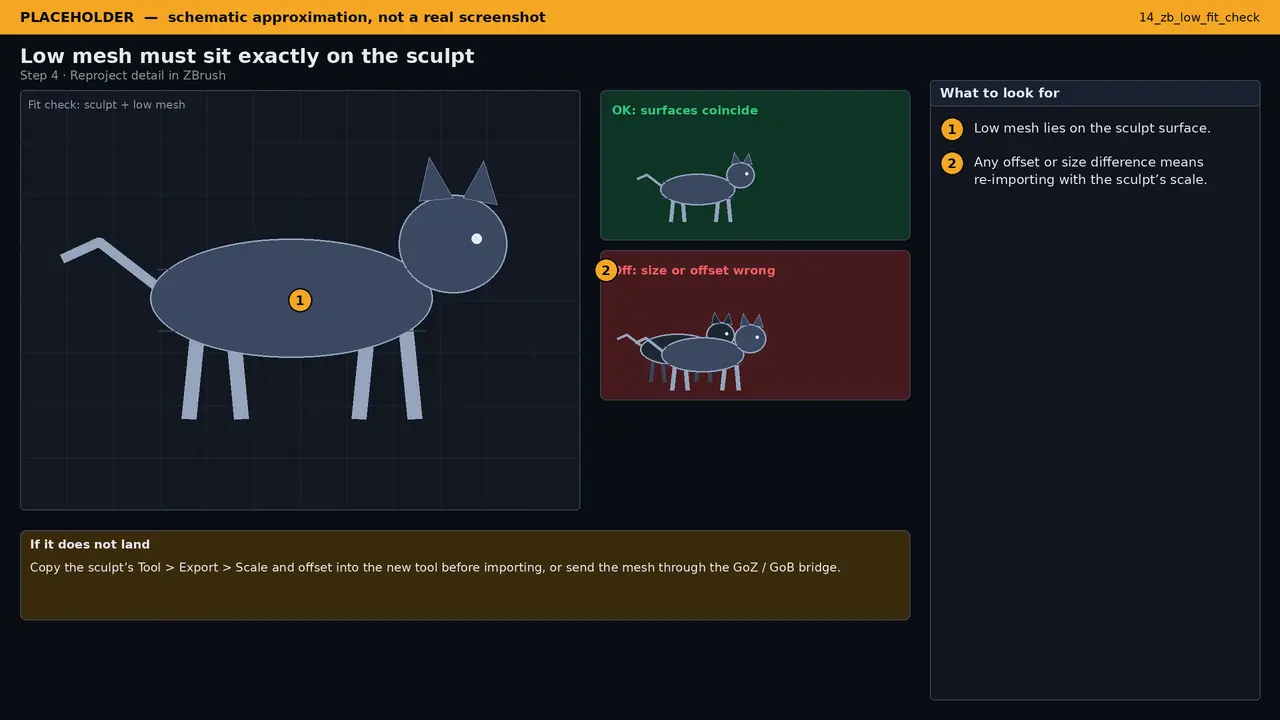 PLACEHOLDER — schematic approximation, not a real screenshot
14_zb_low_fit_check
Low mesh must sit exactly on the sculpt
Step 4 · Reproject detail in ZBrush
Fit check: sculpt + low mesh
1
OK: surfaces coincide
2
Off: size or offset wrong
What to look for
1 Low mesh lies on the sculpt surface.
2 Any offset or size difference means
re-importing with the sculpt’s scale.
If it does not land
Copy the sculpt’s Tool > Export > Scale and offset into the new tool before importing, or send the mesh through the GoZ / GoB bridge.